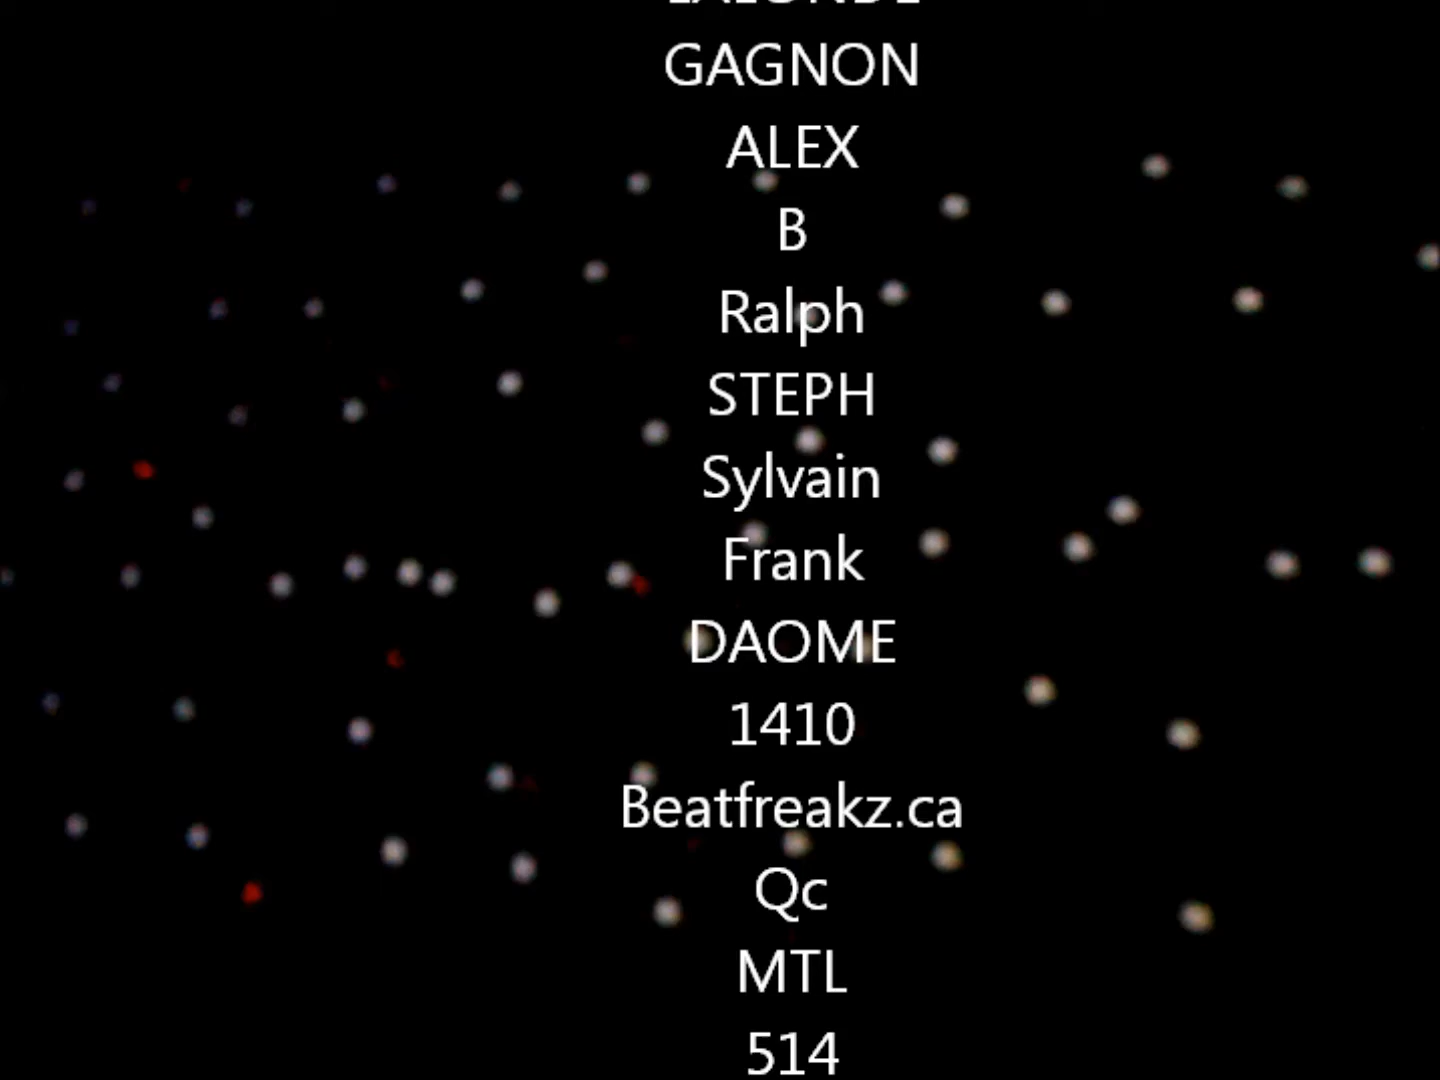 GAGNON
ALEX
B
Ralph
STEPH
Sylvain
Frank
DAOME
1410
Beatfreakz.ca
Qc
MTL
514